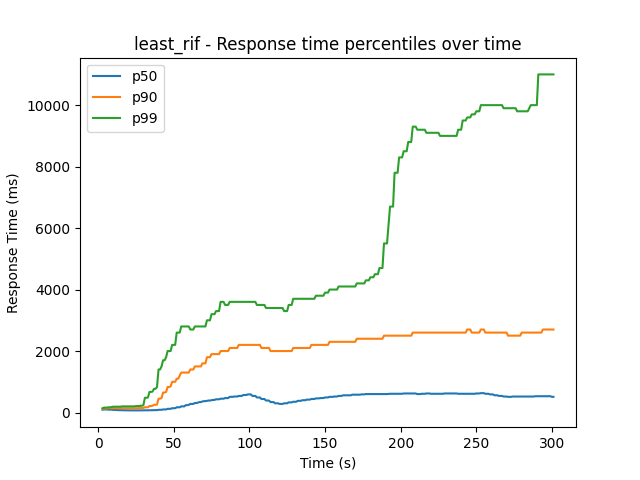 least_rif - Response time percentiles over time
p50
p90
p99
Response Time (ms)
10000
8000
6000
4000
2000
0
0 50 100 150 200 250 300
Time (s)